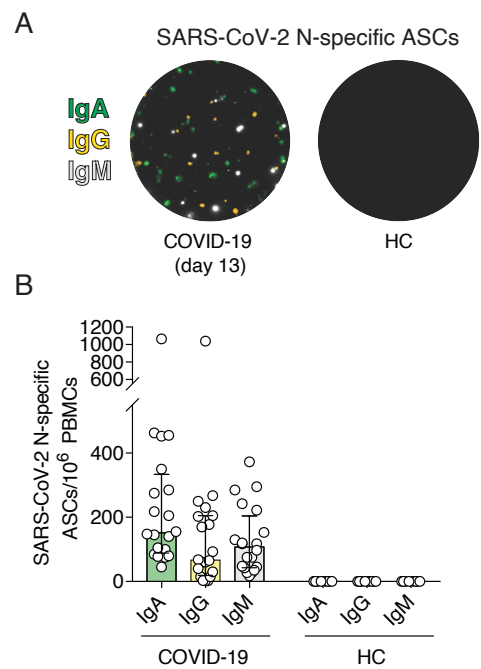 A
SARS-CoV-2 N-specific ASCs
IgA
IgG
IgM
COVID-19
(day 13)
HC
B
SARS-CoV-2 N-specific
ASCs/10⁶ PBMCs
1200
1000
800
600
400
200
0
IgA
IgG
IgM
IgA
IgG
IgM
COVID-19
HC